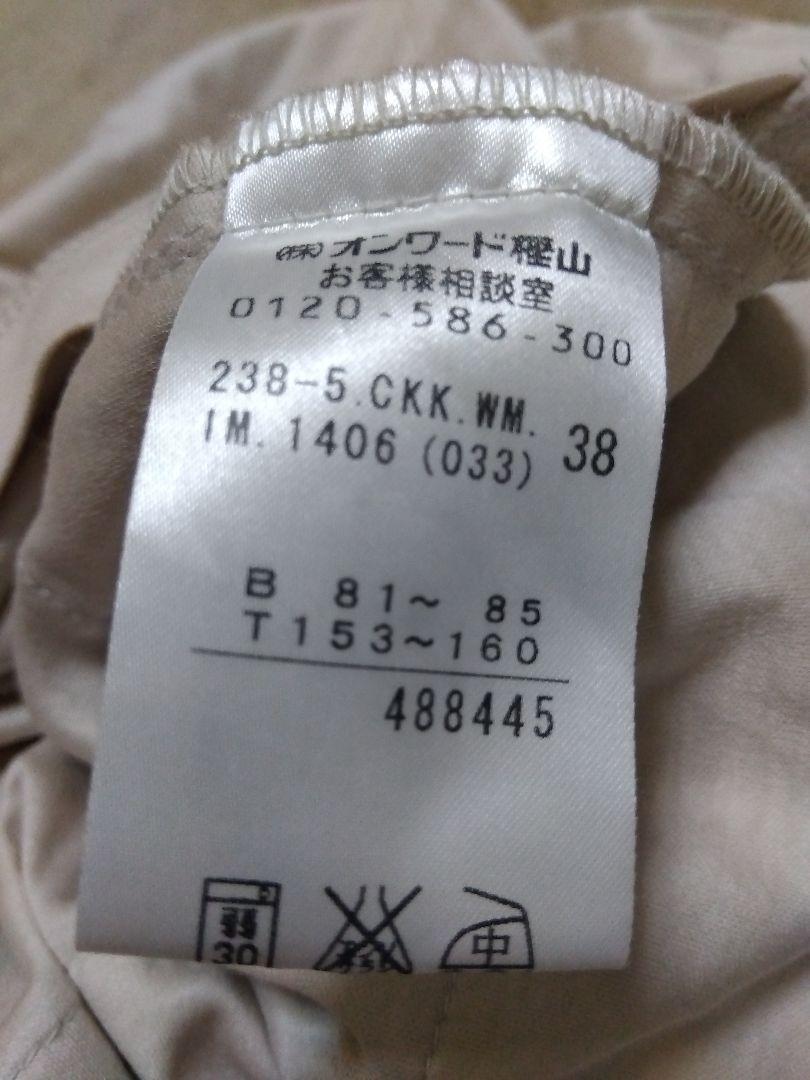 (株)オンワード樫山
お客様相談室
0120-586-300
238-5.CKK.WM. 38
IM.1406 (033)
B 81~ 85
T 153~160
488445
弱 中
30